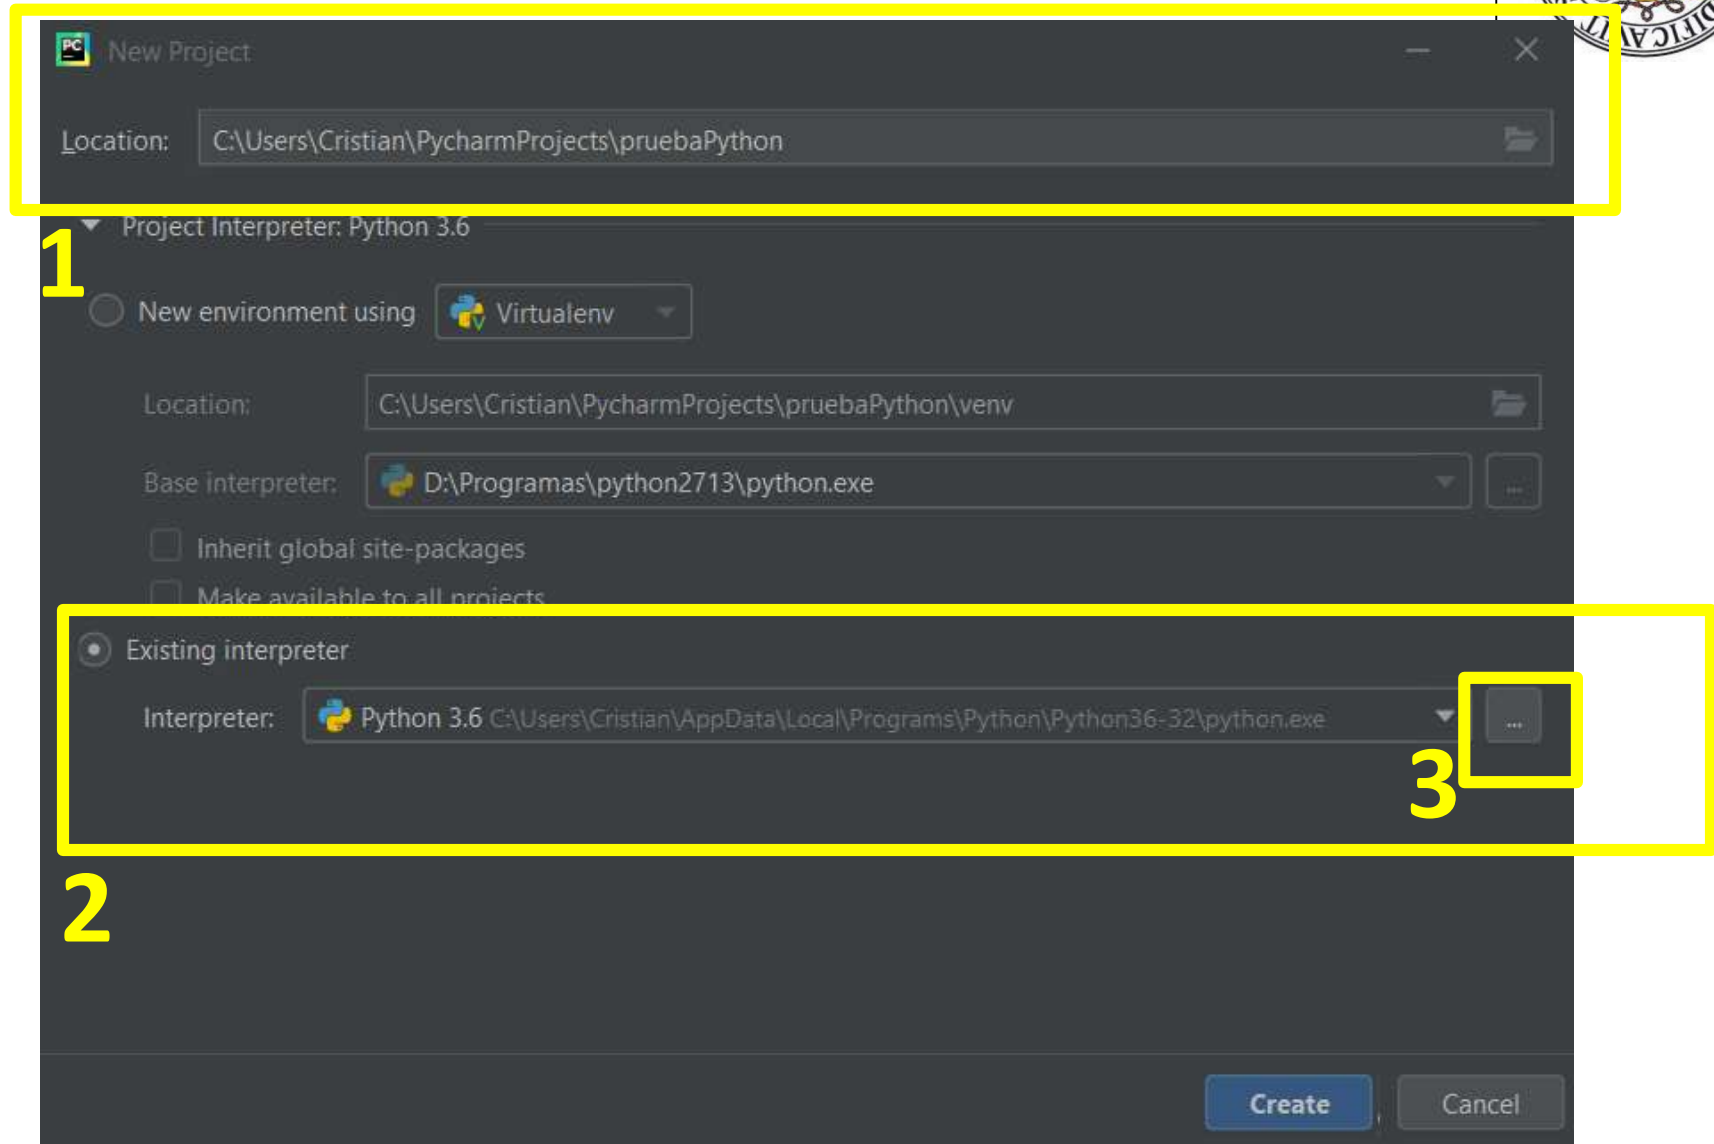 PC New Project
Location: C:\Users\Cristian\PycharmProjects\pruebaPython
Project Interpreter: Python 3.6
1
New environment using Virtualenv
Location: C:\Users\Cristian\PycharmProjects\pruebaPython\venv
Base interpreter: D:\Programas\python2713\python.exe ...
Inherit global site-packages
Make available to all projects
Existing interpreter
Interpreter: Python 3.6 C:\Users\Cristian\AppData\Local\Programs\Python\Python36-32\python.exe ...
3
2
Create Cancel